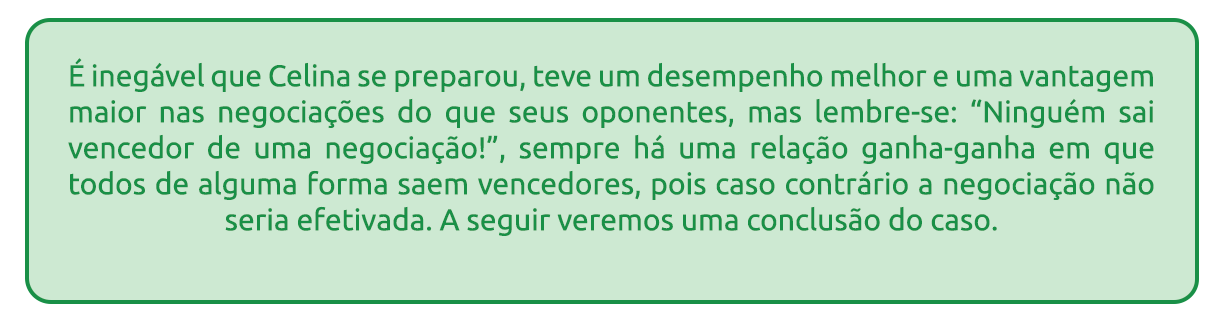 É inegável que Celina se preparou, teve um desempenho melhor e uma vantagem
maior nas negociações do que seus oponentes, mas lembre-se: “Ninguém sai
vencedor de uma negociação!”, sempre há uma relação ganha-ganha em que
todos de alguma forma saem vencedores, pois caso contrário a negociação não
seria efetivada. A seguir veremos uma conclusão do caso.